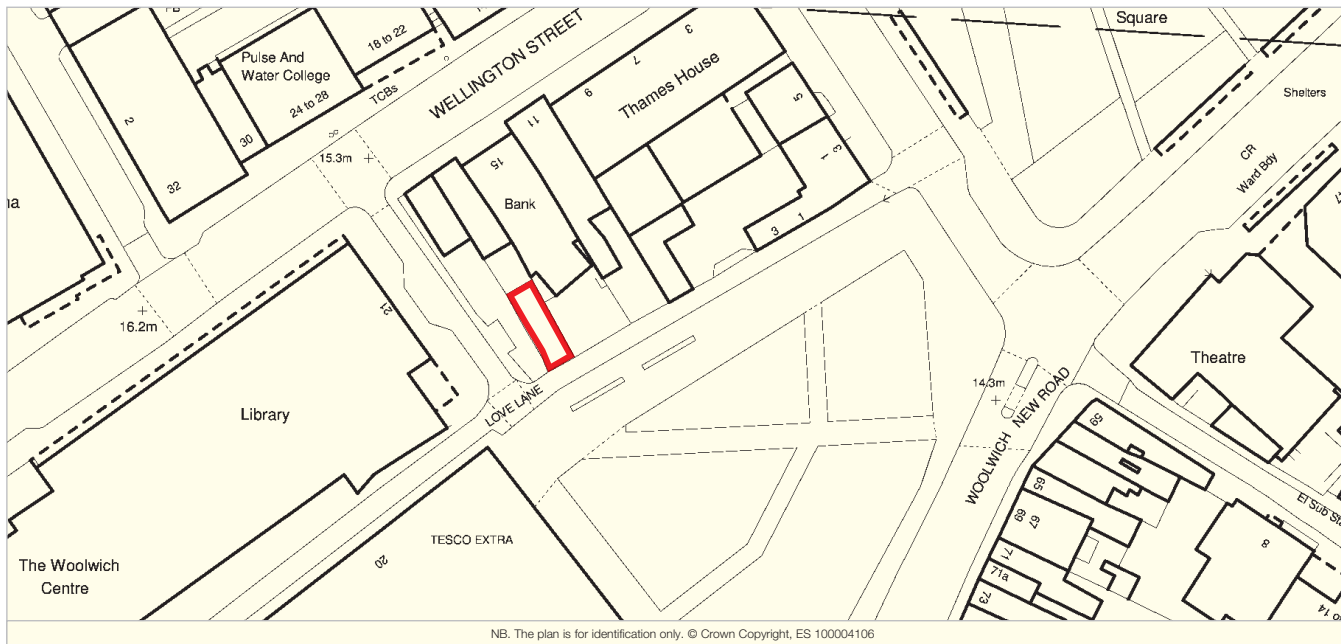 Square
Pulse And
Water College
18 to 22
24 to 28
TCBs
WELLINGTON STREET
3
7
9
Thames House
11
15
Bank
5
3
1
1
3
2
30
32
15.3m
16.2m
21
Shelters
CR
Ward Bdy
Library
LOVE LANE
14.3m
WOOLWICH NEW ROAD
Theatre
59
65
67
69
71
71a
73
8
El Sub Sta
TESCO EXTRA
20
The Woolwich
Centre
NB. The plan is for identification only. © Crown Copyright, ES 100004106